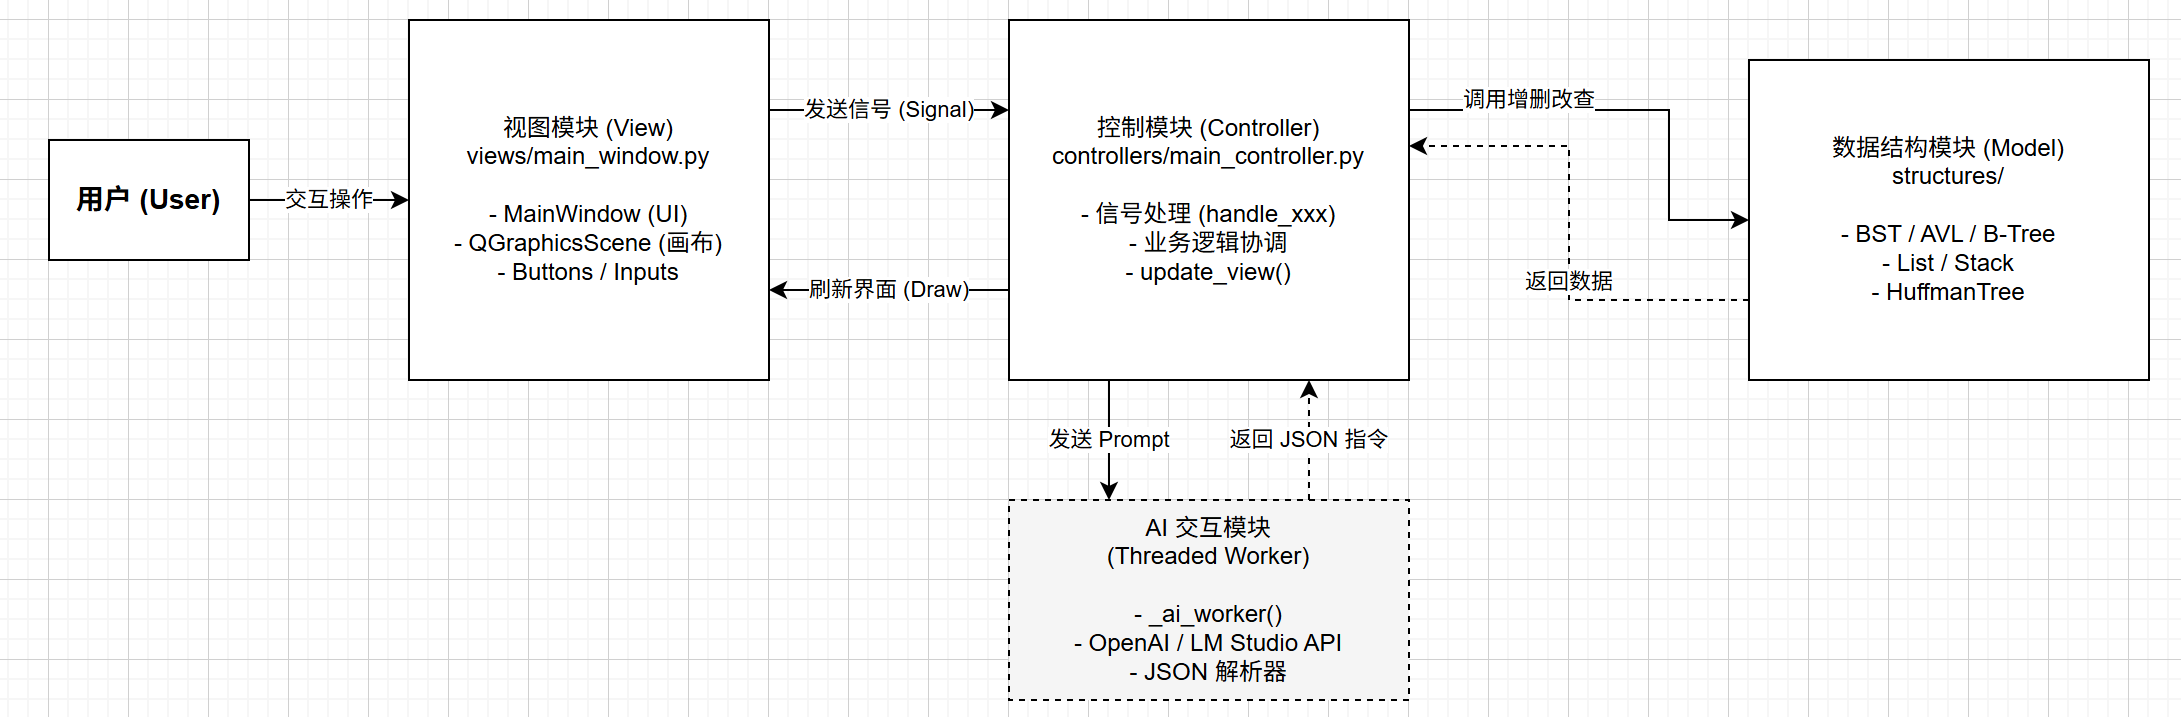 用户 (User)
交互操作
视图模块 (View)
views/main_window.py
- MainWindow (UI)
- QGraphicsScene (画布)
- Buttons / Inputs
发送信号 (Signal)
刷新界面 (Draw)
控制模块 (Controller)
controllers/main_controller.py
- 信号处理 (handle_xxx)
- 业务逻辑协调
- update_view()
调用增删改查
返回数据
数据结构模块 (Model)
structures/
- BST / AVL / B-Tree
- List / Stack
- HuffmanTree
发送 Prompt
返回 JSON 指令
AI 交互模块
(Threaded Worker)
- _ai_worker()
- OpenAI / LM Studio API
- JSON 解析器